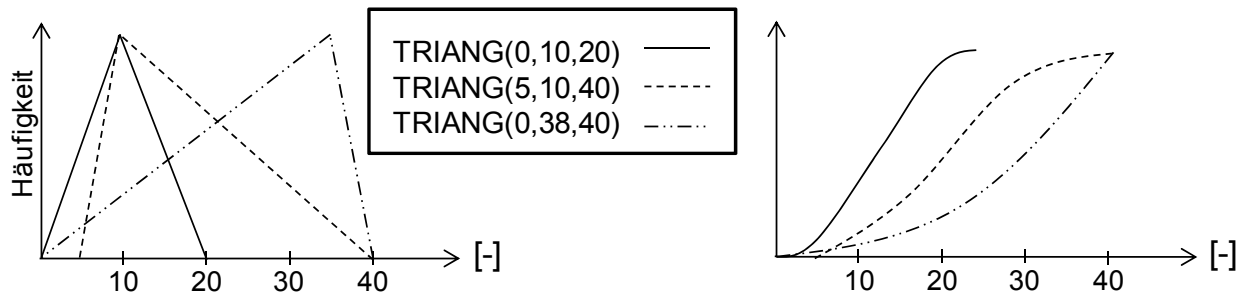 Häufigkeit
TRIANG(0,10,20)
TRIANG(5,10,40)
TRIANG(0,38,40)
10 20 30 40 [-]
10 20 30 40 [-]